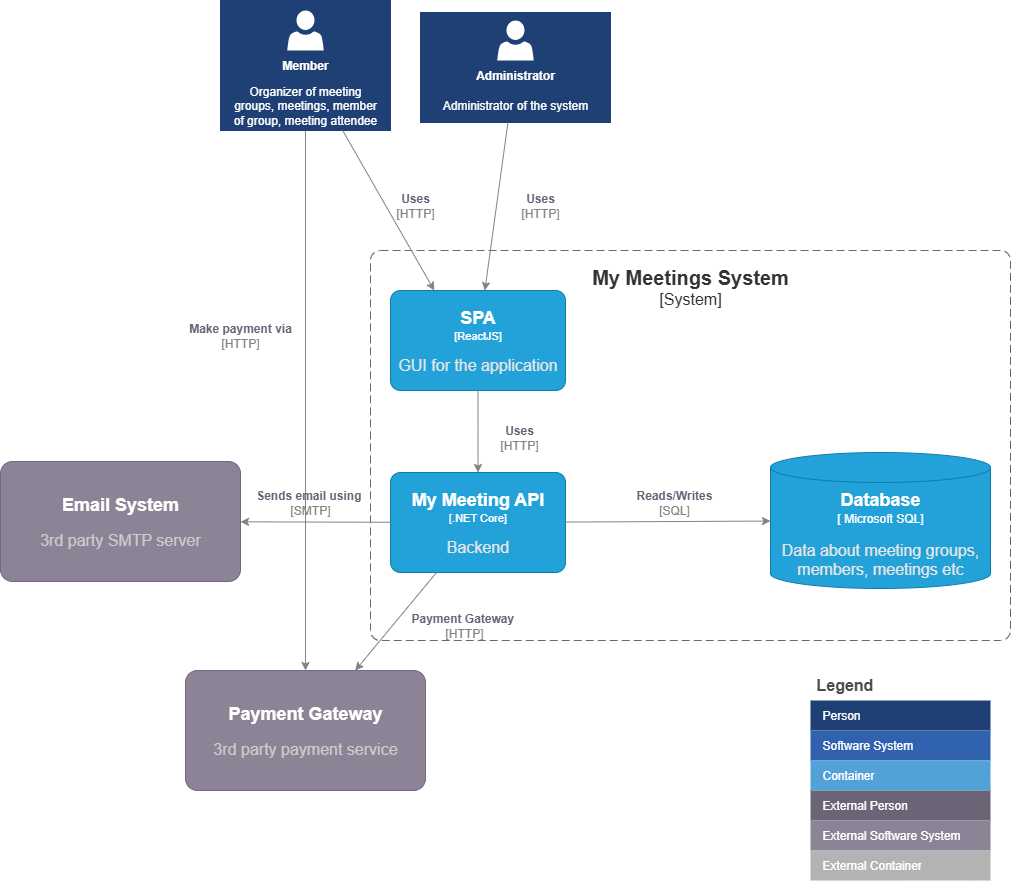 Member
Organizer of meeting
groups, meetings, member
of group, meeting attendee
Administrator
Administrator of the system
Uses
[HTTP]
Uses
[HTTP]
My Meetings System
[System]
SPA
[ReactJS]
GUI for the application
Make payment via
[HTTP]
Uses
[HTTP]
Email System
3rd party SMTP server
Sends email using
[SMTP]
My Meeting API
[.NET Core]
Backend
Reads/Writes
[SQL]
Database
[ Microsoft SQL]
Data about meeting groups,
members, meetings etc
Payment Gateway
[HTTP]
Payment Gateway
3rd party payment service
Legend
Person
Software System
Container
External Person
External Software System
External Container